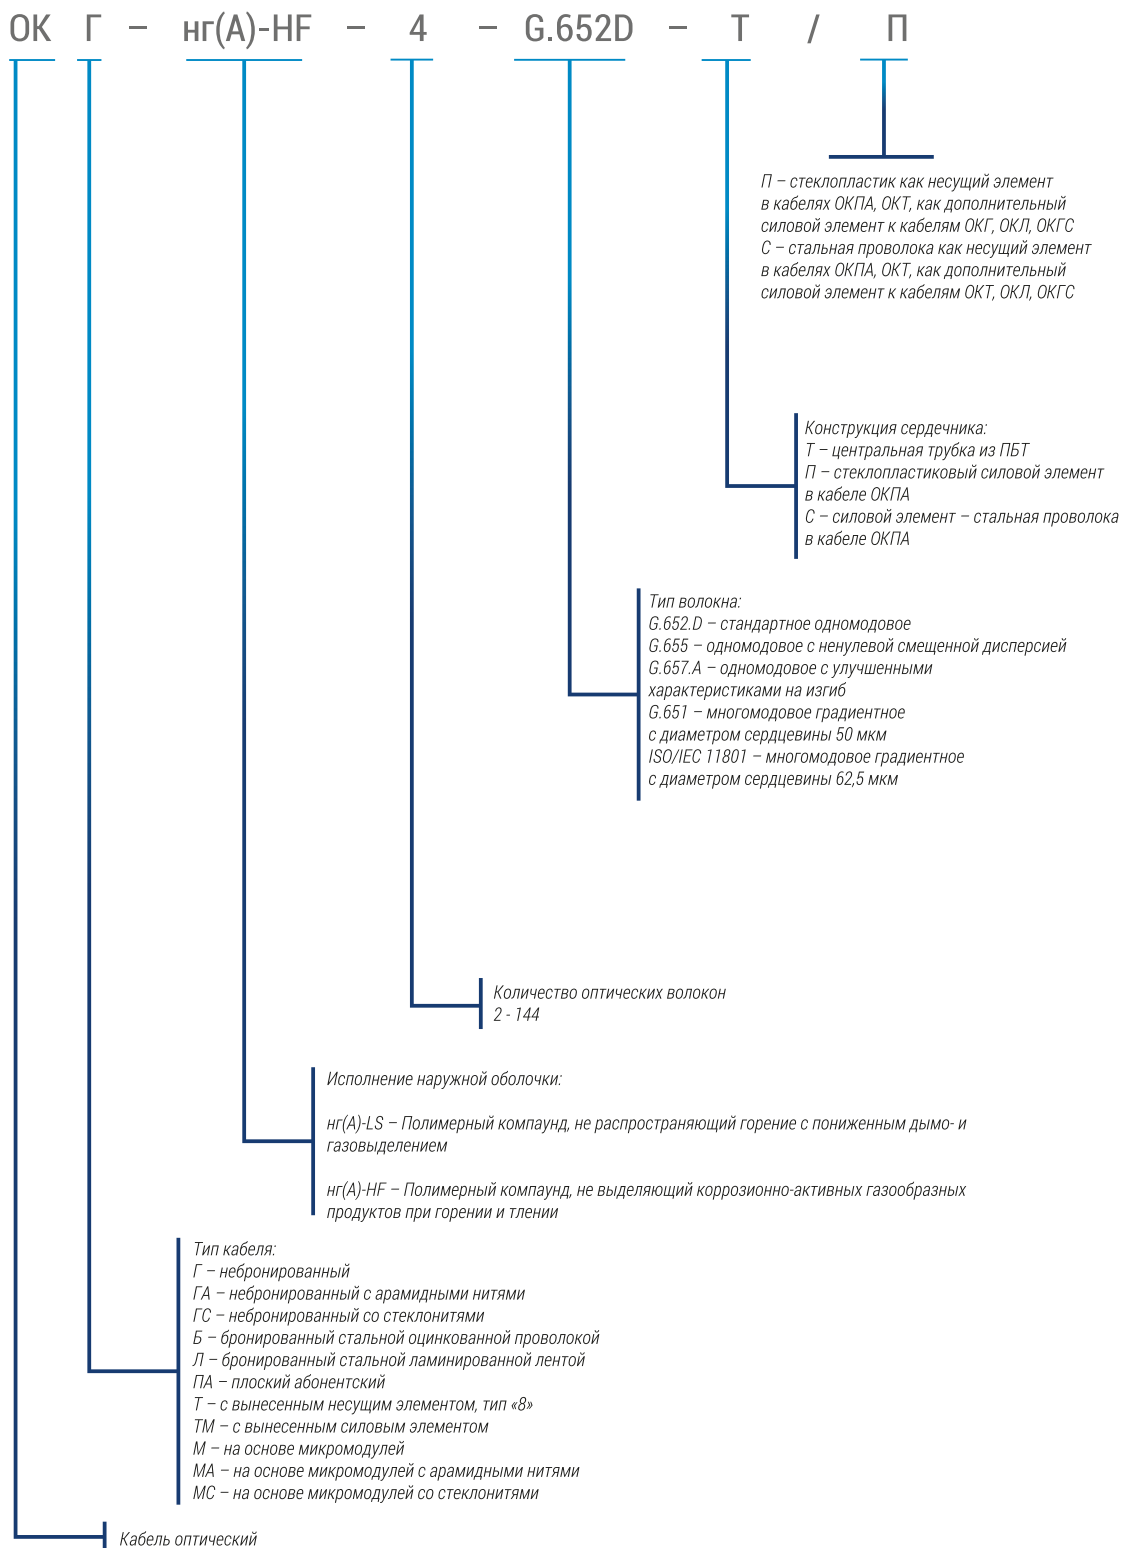 ОК Г – нг(А)-HF – 4 – G.652D – Т / П
П – стеклопластик как несущий элемент
в кабелях ОКПА, ОКТ, как дополнительный
силовой элемент к кабелям ОКГ, ОКЛ, ОКГС
С – стальная проволока как несущий элемент
в кабелях ОКПА, ОКТ, как дополнительный
силовой элемент к кабелям ОКТ, ОКЛ, ОКГС
Конструкция сердечника:
Т – центральная трубка из ПБТ
П – стеклопластиковый силовой элемент
в кабеле ОКПА
С – силовой элемент – стальная проволока
в кабеле ОКПА
Тип волокна:
G.652.D – стандартное одномодовое
G.655 – одномодовое с ненулевой смещенной дисперсией
G.657.A – одномодовое с улучшенными
характеристиками на изгиб
G.651 – многомодовое градиентное
с диаметром сердцевины 50 мкм
ISO/IEC 11801 – многомодовое градиентное
с диаметром сердцевины 62,5 мкм
Количество оптических волокон
2 - 144
Исполнение наружной оболочки:
нг(А)-LS – Полимерный компаунд, не распространяющий горение с пониженным дымо- и
газовыделением
нг(А)-HF – Полимерный компаунд, не выделяющий коррозионно-активных газообразных
продуктов при горении и тлении
Тип кабеля:
Г – небронированный
ГА – небронированный с арамидными нитями
ГС – небронированный со стеклонитями
Б – бронированный стальной оцинкованной проволокой
Л – бронированный стальной ламинированной лентой
ПА – плоский абонентский
Т – с вынесенным несущим элементом, тип «8»
ТМ – с вынесенным силовым элементом
М – на основе микромодулей
МА – на основе микромодулей с арамидными нитями
МС – на основе микромодулей со стеклонитями
Кабель оптический